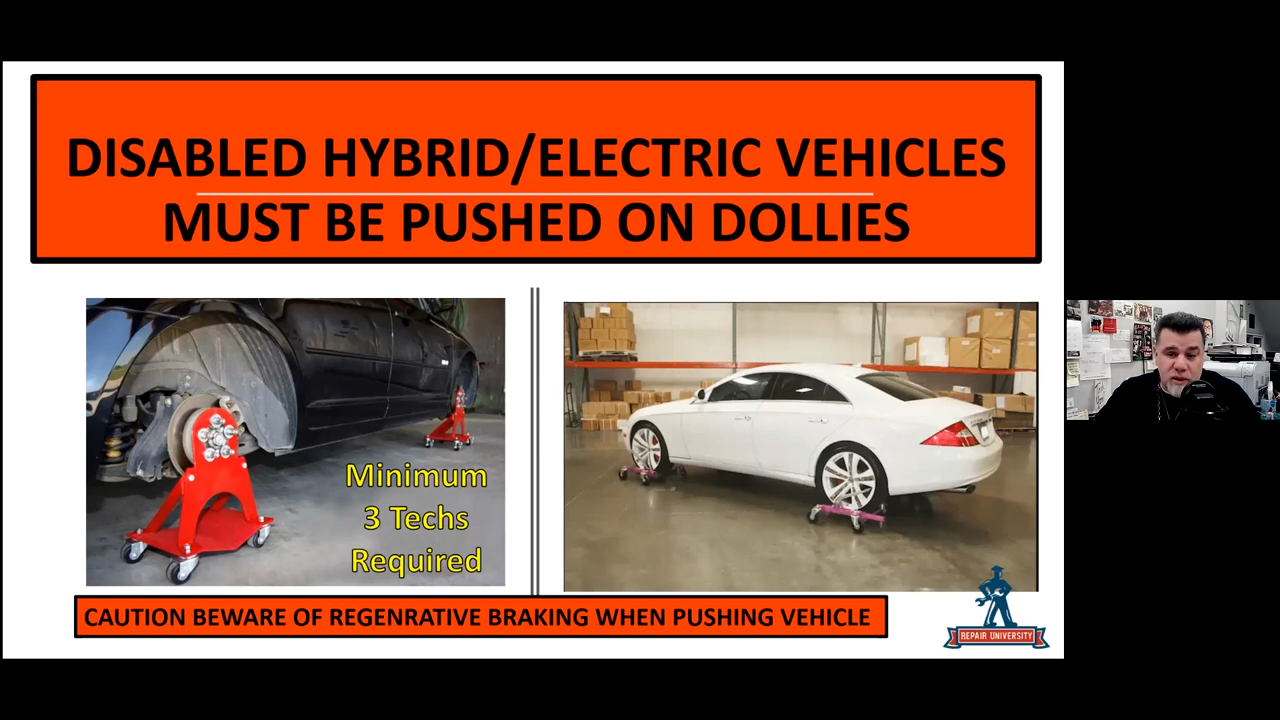 DISABLED HYBRID/ELECTRIC VEHICLES
MUST BE PUSHED ON DOLLIES
Minimum
3 Techs
Required
CAUTION BEWARE OF REGENRATIVE BRAKING WHEN PUSHING VEHICLE
REPAIR UNIVERSITY